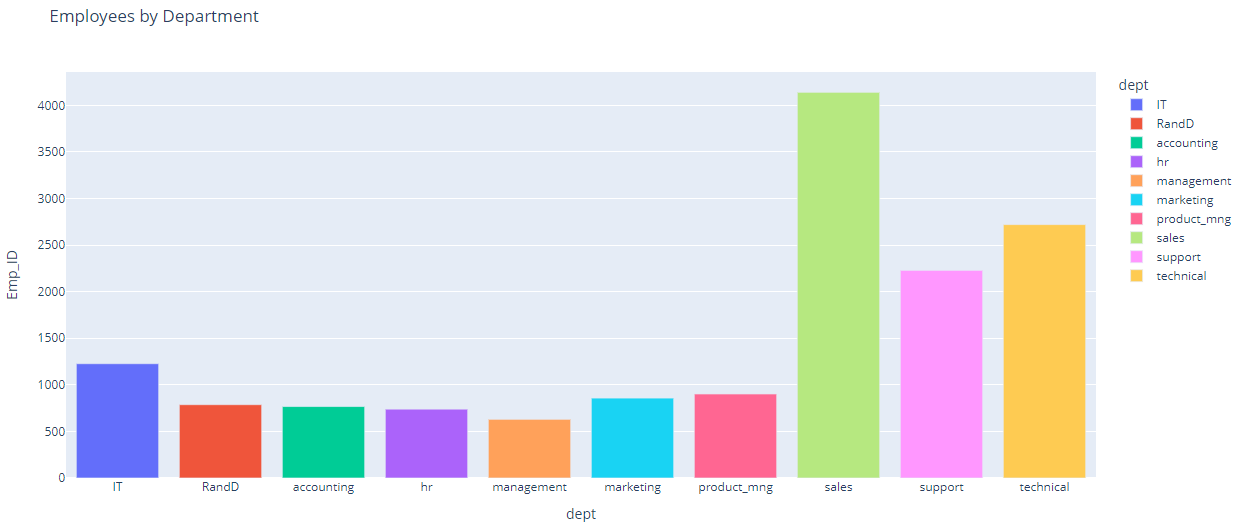 Employees by Department
Emp_ID
4000
3500
3000
2500
2000
1500
1000
500
0
IT RandD accounting hr management marketing product_mng sales support technical
dept
dept
IT
RandD
accounting
hr
management
marketing
product_mng
sales
support
technical